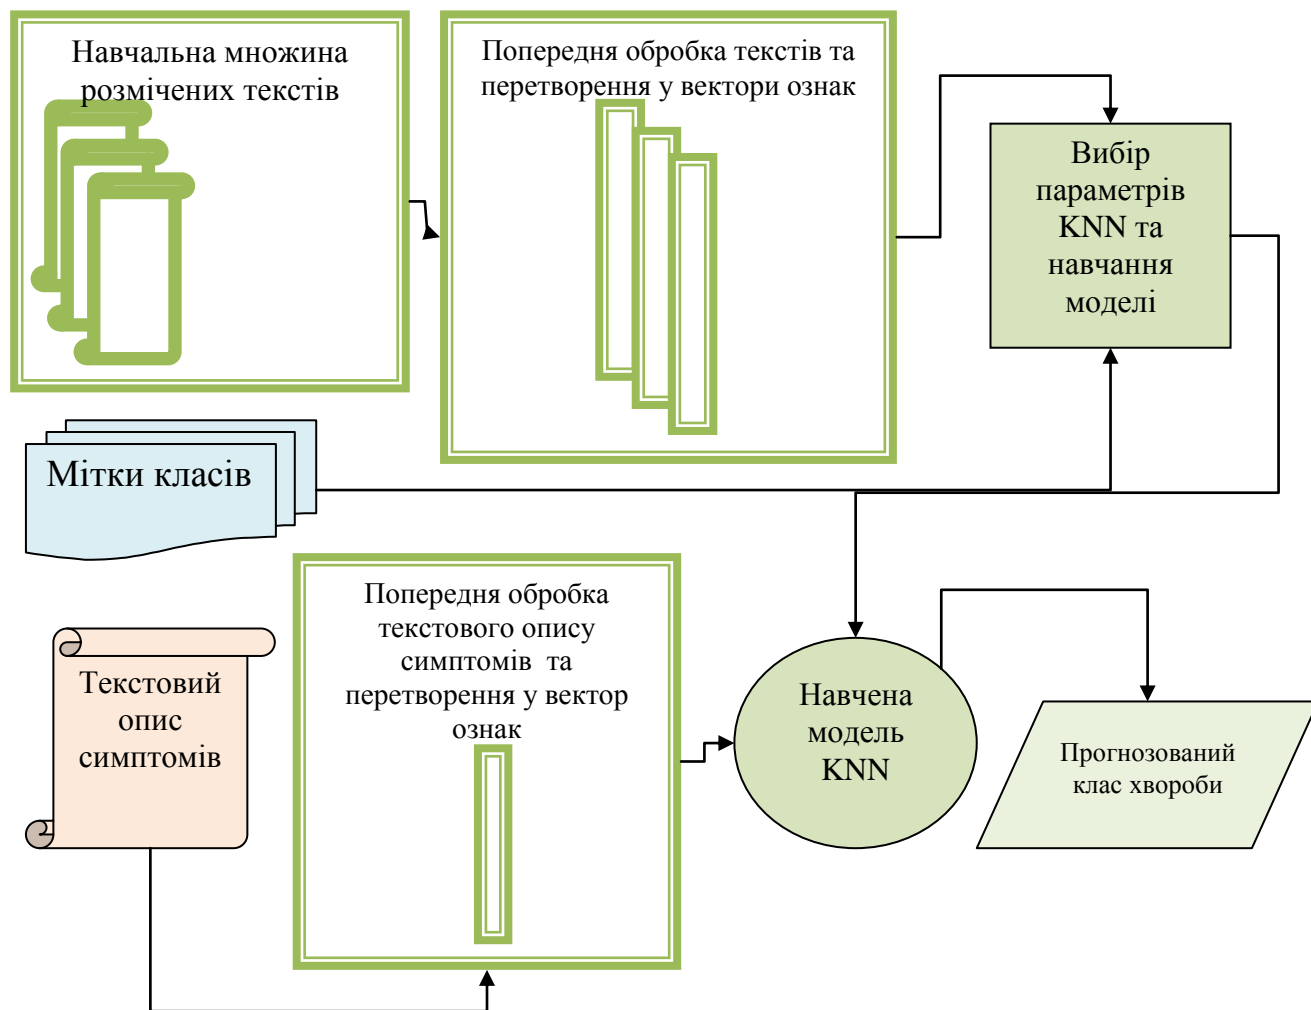 Навчальна множина
розмічених текстів
Попередня обробка текстів та
перетворення у вектори ознак
Вибір
параметрів
KNN та
навчання
моделі
Мітки класів
Текстовий
опис
симптомів
Попередня обробка
текстового опису
симптомів та
перетворення у вектор
ознак
Навчена
модель
KNN
Прогнозований
клас хвороби